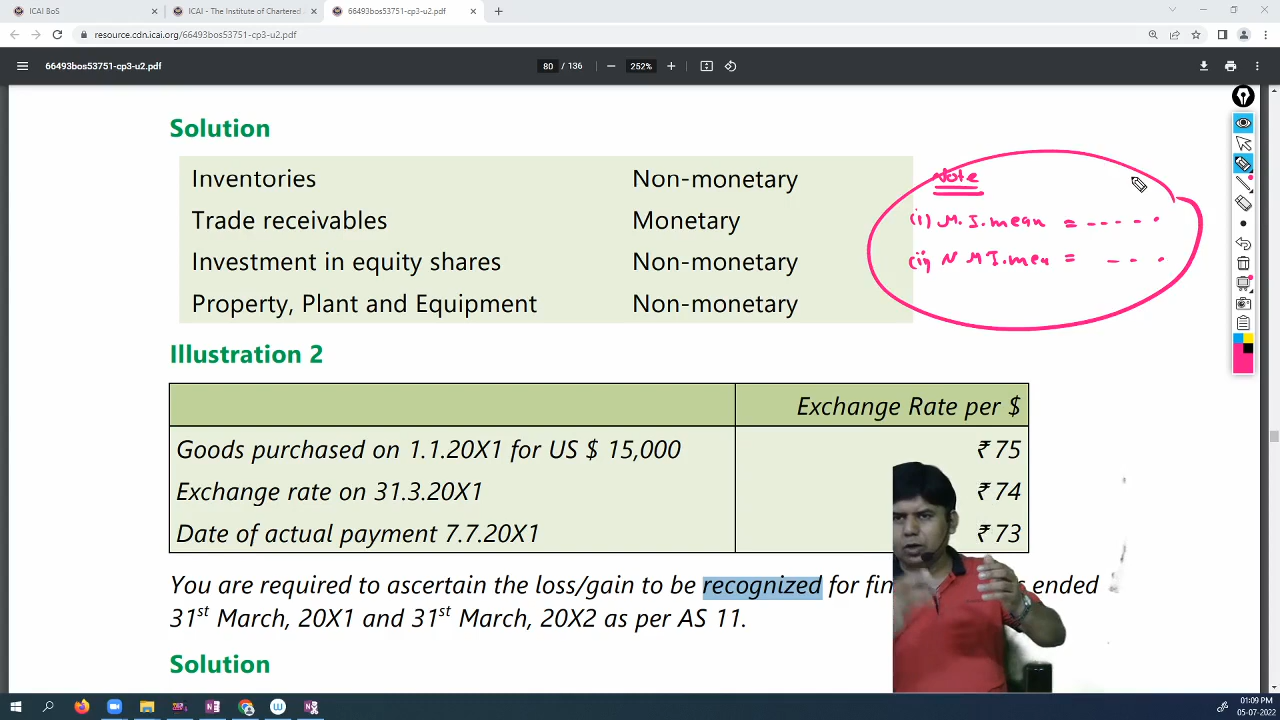 ICAI BoS
ICAI - The Institute of Chartered
66493bos53751-cp3-u2.pdf
resource.cdn.icai.org/66493bos53751-cp3-u2.pdf
66493bos53751-cp3-u2.pdf
80 / 136
252%
Solution
Inventories Non-monetary
Trade receivables Monetary
Investment in equity shares Non-monetary
Property, Plant and Equipment Non-monetary
Note
(i) M.I.mean = -----
(ii) N M I.mea = ---
Illustration 2
Exchange Rate per $
Goods purchased on 1.1.20X1 for US $ 15,000 ₹ 75
Exchange rate on 31.3.20X1 ₹ 74
Date of actual payment 7.7.20X1 ₹ 73
You are required to ascertain the loss/gain to be recognized for fin ended
31st March, 20X1 and 31st March, 20X2 as per AS 11.
Solution
01:09 PM
05-07-2022